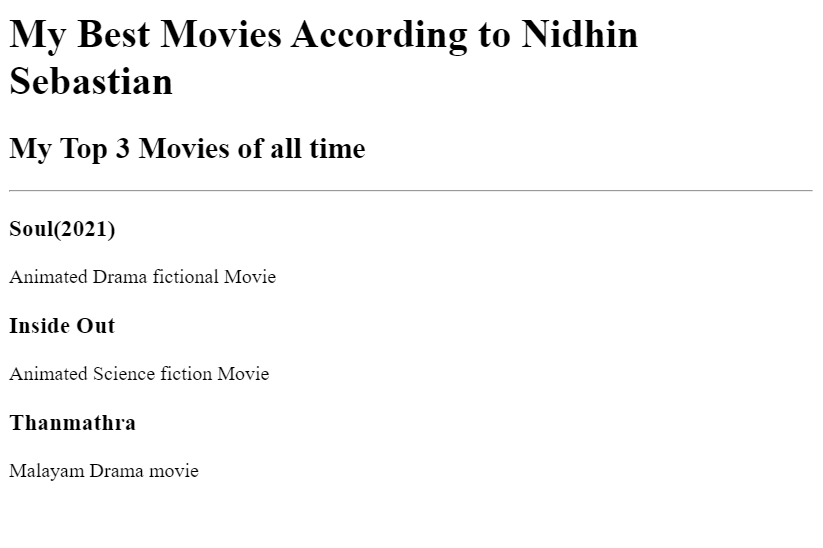 My Best Movies According to Nidhin
Sebastian
My Top 3 Movies of all time
Soul(2021)
Animated Drama fictional Movie
Inside Out
Animated Science fiction Movie
Thanmathra
Malayam Drama movie